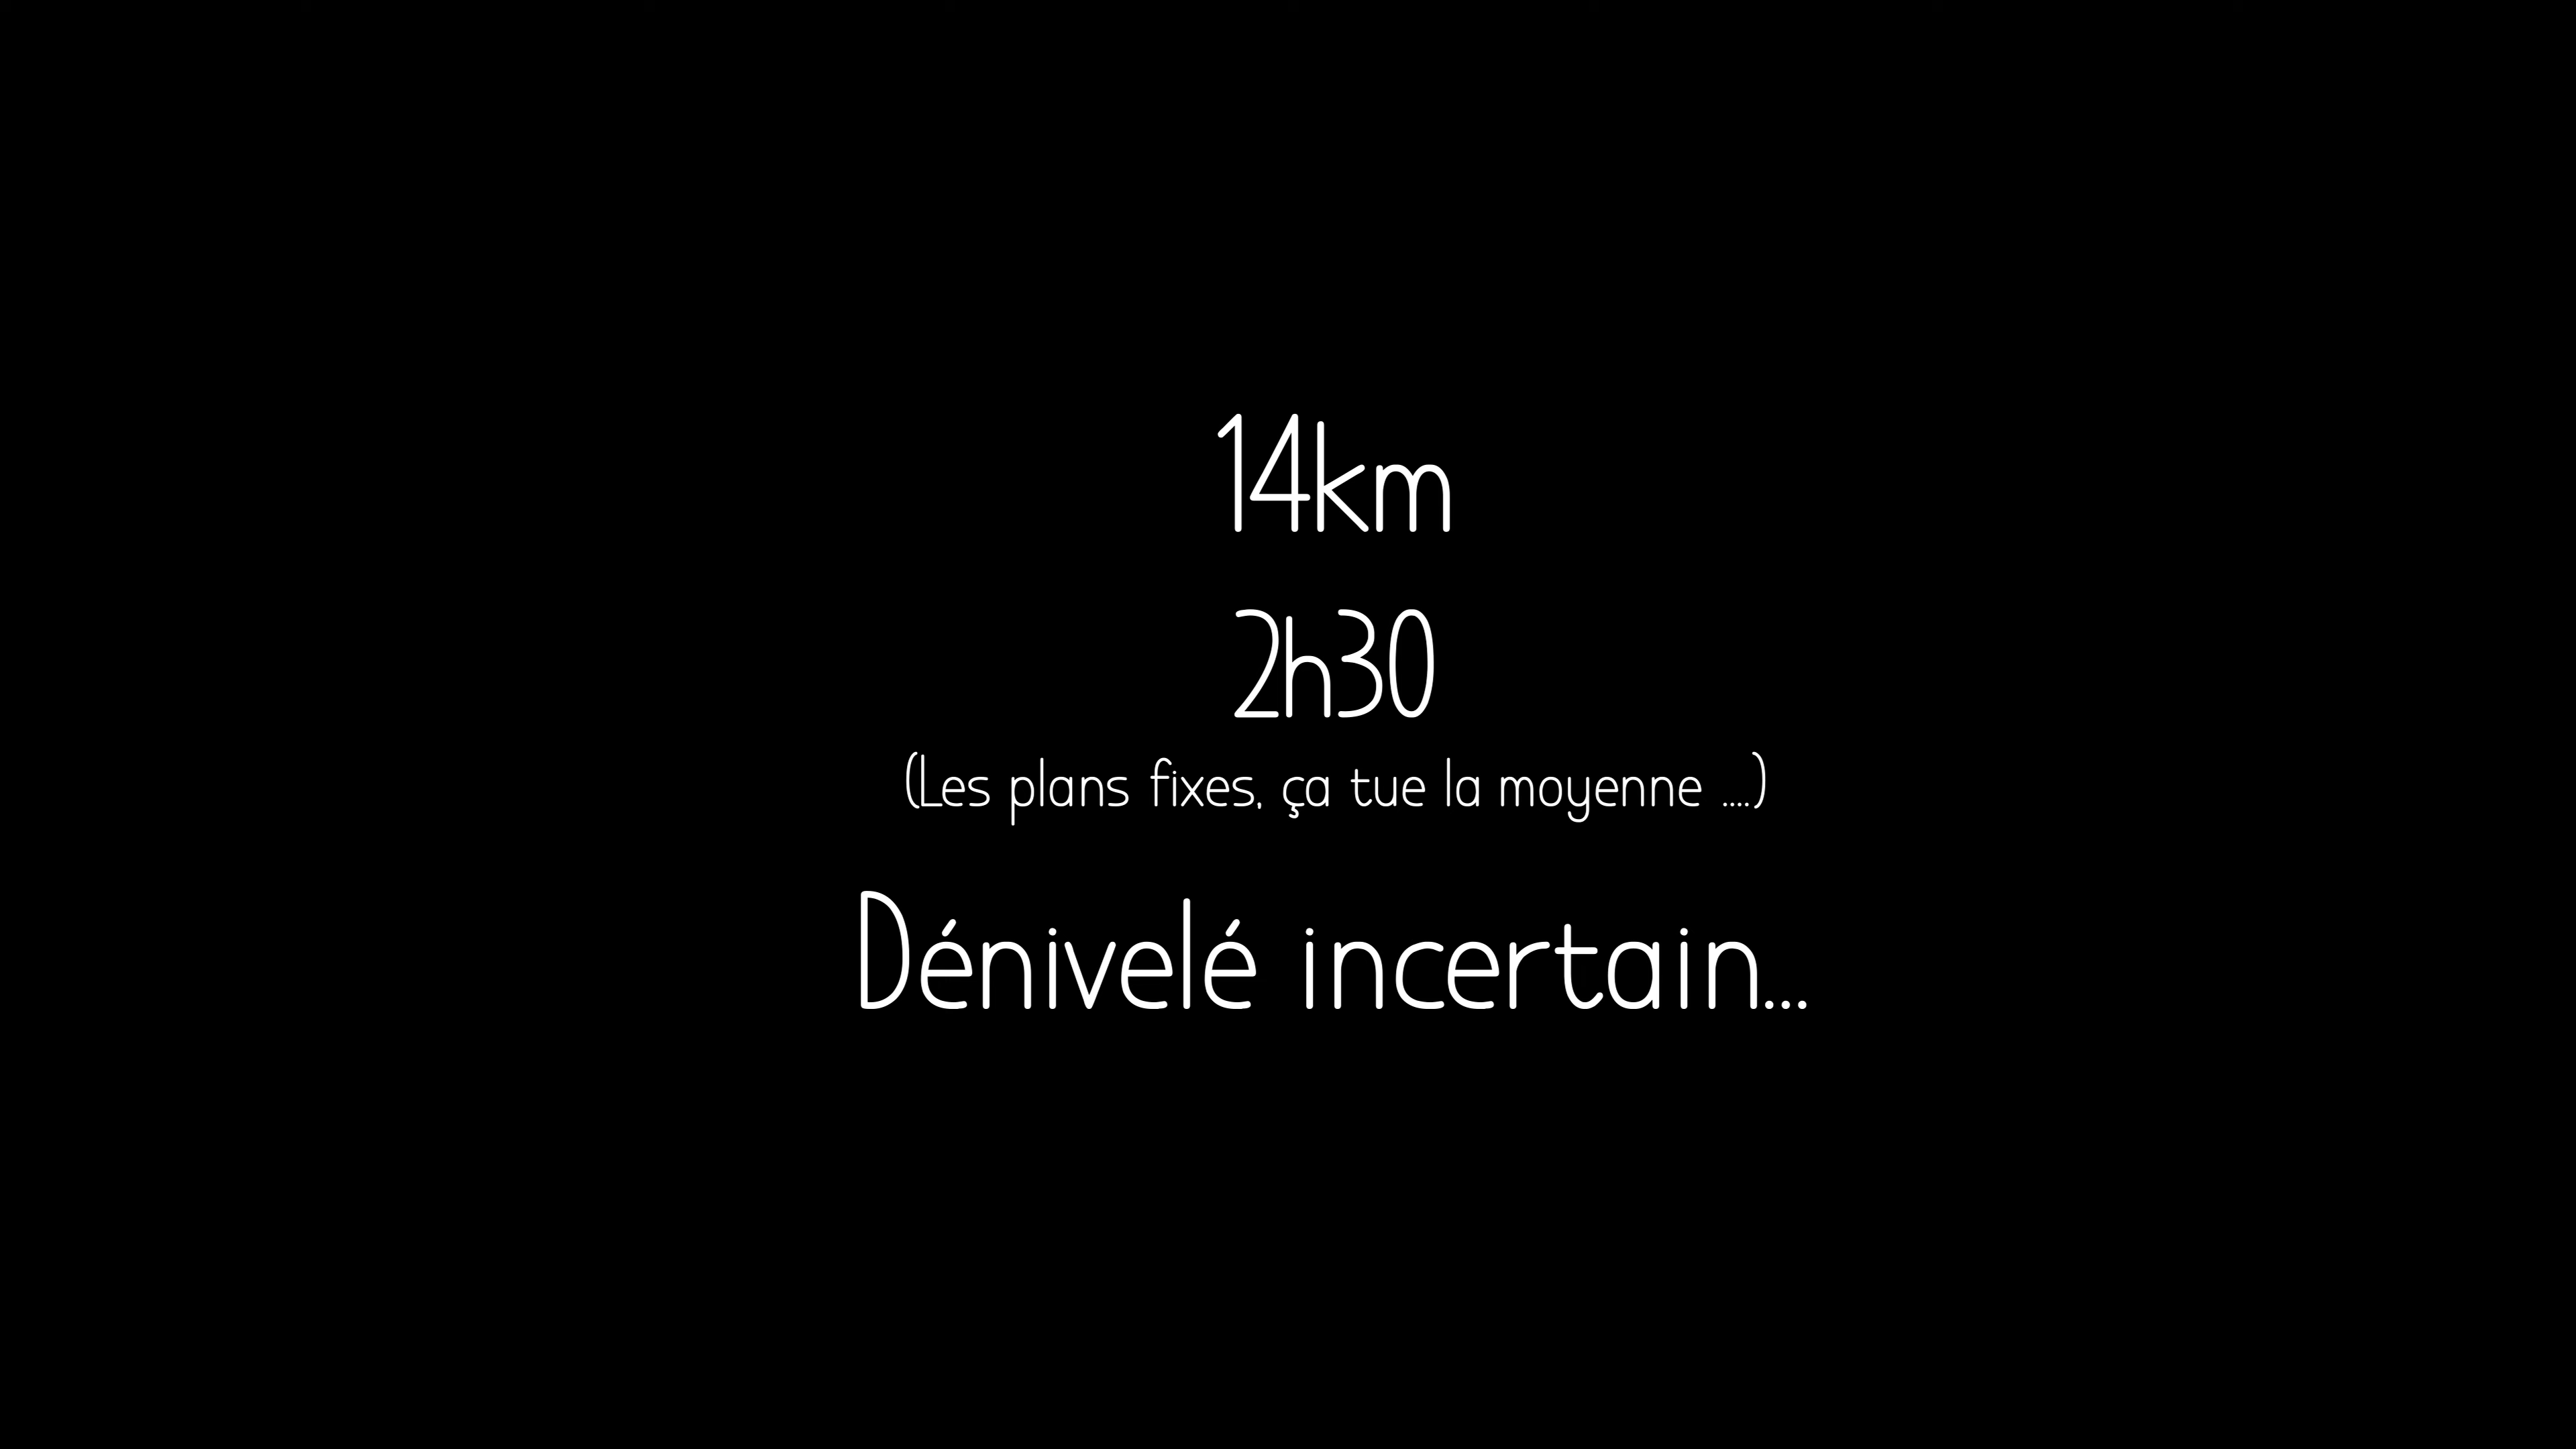 14km
2h30
(Les plans fixes, ça tue la moyenne ....)
Dénivelé incertain...